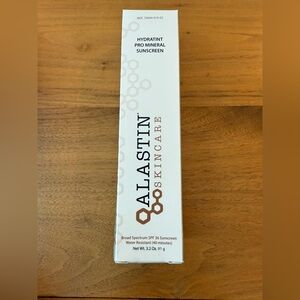 HYDRATINT
PRO MINERAL
SUNSCREEN
ALASTIN
SKINCARE
Broad Spectrum SPF 36 Sunscreen
Water Resistant (40 minutes)
Net Wt. 3.2 Oz. 91 g